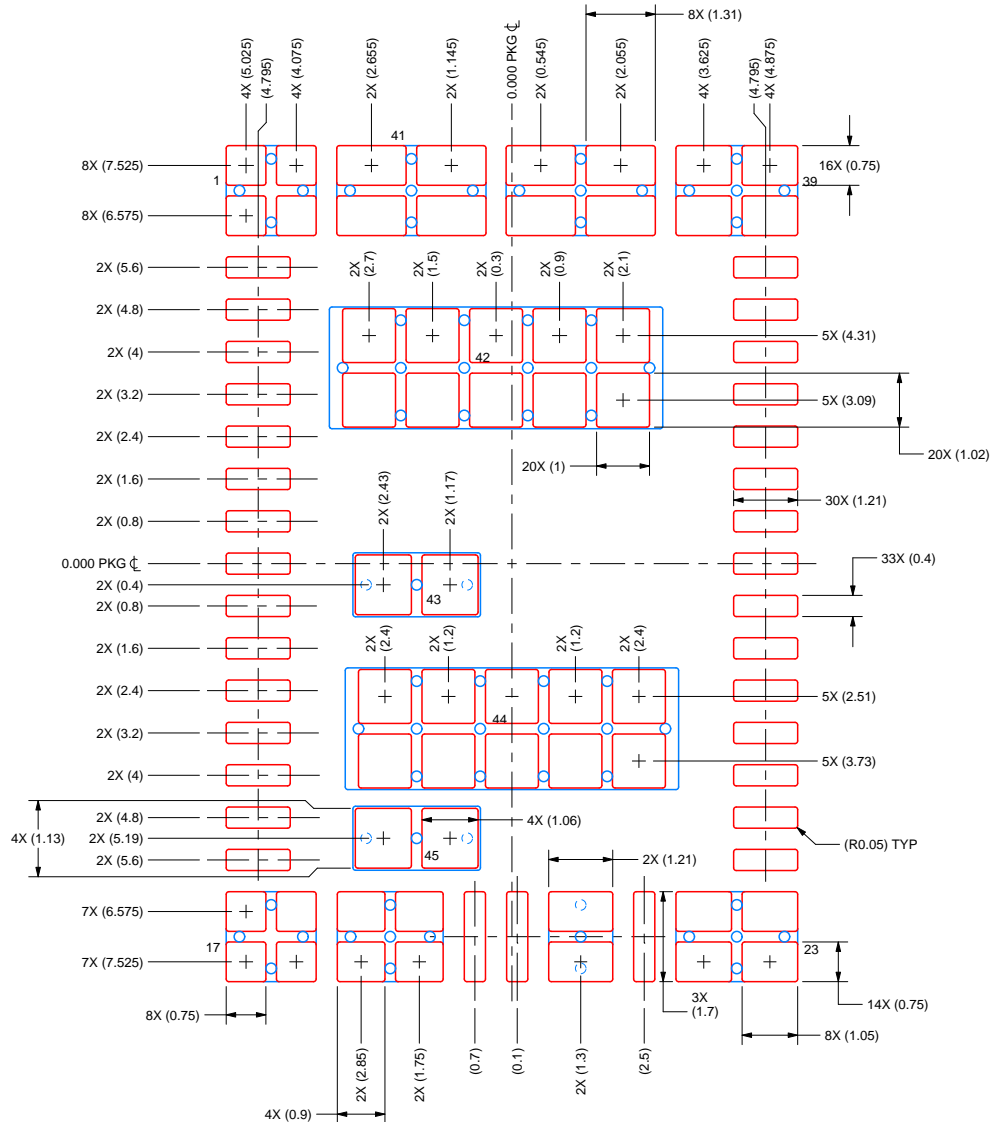 8X (1.31)
4X (5.025)
(4.795)
4X (4.075)
2X (2.655)
2X (1.145)
0.000 PKG ℄
2X (0.545)
2X (2.055)
4X (3.625)
(4.795)
4X (4.875)
41
8X (7.525)
16X (0.75)
1
39
8X (6.575)
2X (5.6)
2X
(2.7)
2X
(1.5)
2X
(0.3)
2X
(0.9)
2X
(2.1)
2X (4.8)
5X (4.31)
2X (4)
42
2X (3.2)
5X (3.09)
2X (2.4)
20X (1.02)
20X (1)
2X (1.6)
30X (1.21)
2X (2.43)
2X (1.17)
2X (0.8)
0.000 PKG ℄
33X (0.4)
2X (0.4)
43
2X (0.8)
2X (1.6)
2X
(2.4)
2X
(1.2)
2X
(1.2)
2X
(2.4)
2X (2.4)
5X (2.51)
44
2X (3.2)
5X (3.73)
2X (4)
2X (4.8)
4X (1.06)
4X (1.13)
2X (5.19)
(R0.05) TYP
45
2X (5.6)
2X (1.21)
7X (6.575)
17
23
7X (7.525)
8X (0.75)
3X
(1.7)
14X (0.75)
8X (1.05)
2X (2.85)
2X (1.75)
(0.7)
(0.1)
2X (1.3)
(2.5)
4X (0.9)